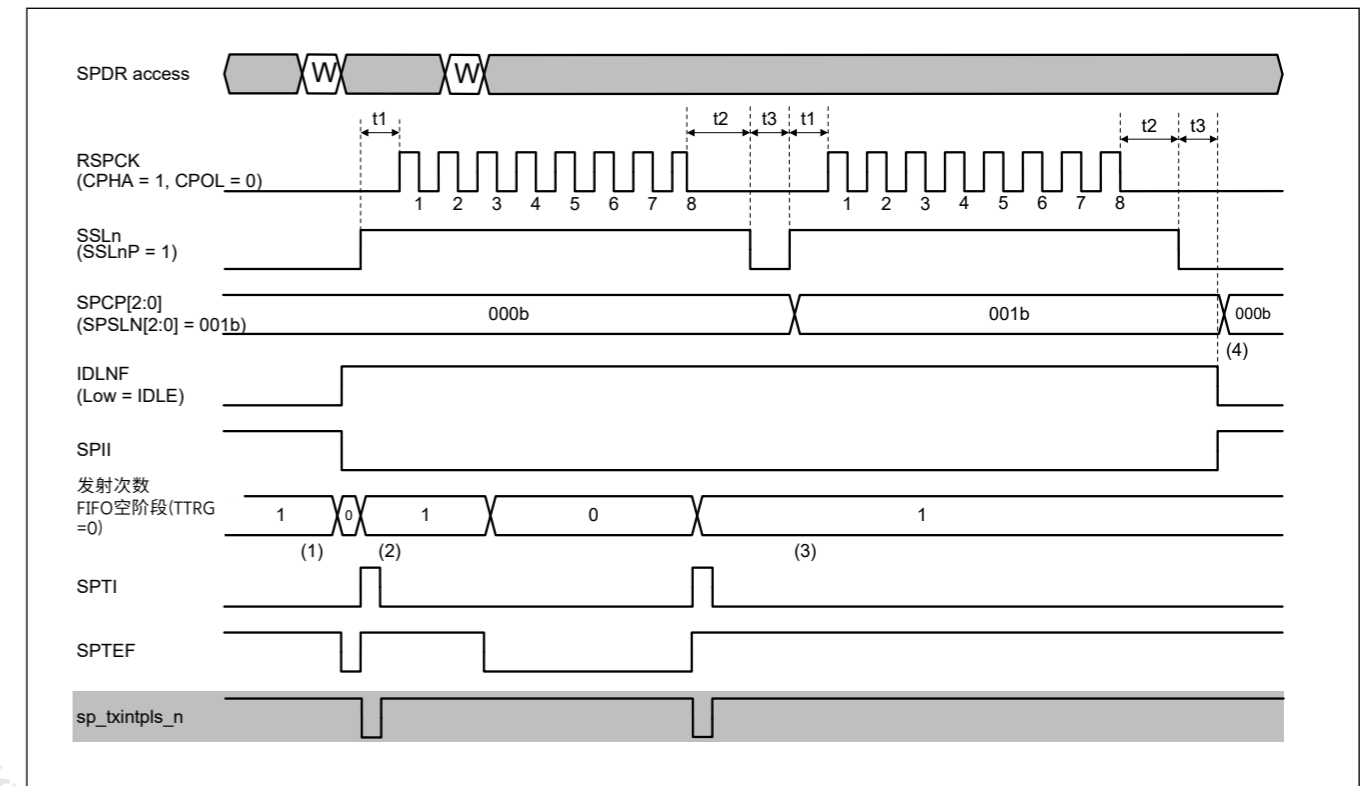 SPDR access
W
W
t1
t2
t3
t1
t2
t3
RSPCK
(CPHA = 1, CPOL = 0)
1 2 3 4 5 6 7 8
1 2 3 4 5 6 7 8
SSLn
(SSLnP = 1)
SPCP[2:0]
(SPSLN[2:0] = 001b)
000b
001b
000b
(4)
IDLNF
(Low = IDLE)
SPII
发射次数
FIFO空阶段(TTRG
=0)
1
0
1
0
1
(1)
(2)
(3)
SPTI
SPTEF
sp_txintpls_n